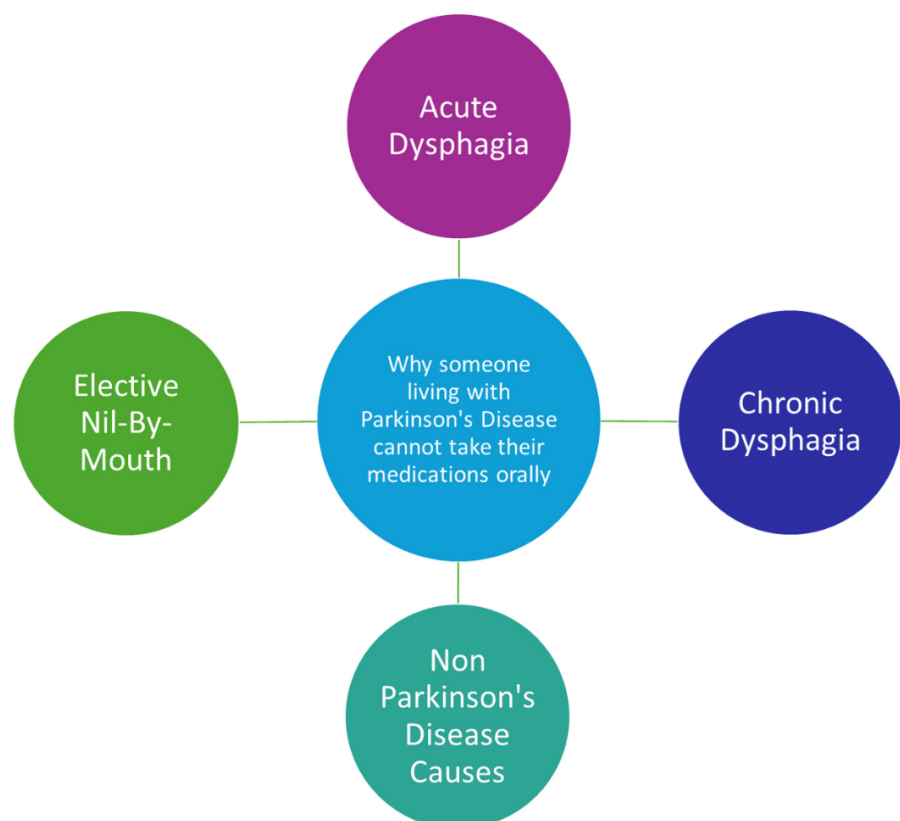 Acute
Dysphagia
Elective
Nil-By-
Mouth
Why someone
living with
Parkinson's Disease
cannot take their
medications orally
Chronic
Dysphagia
Non
Parkinson's
Disease
Causes